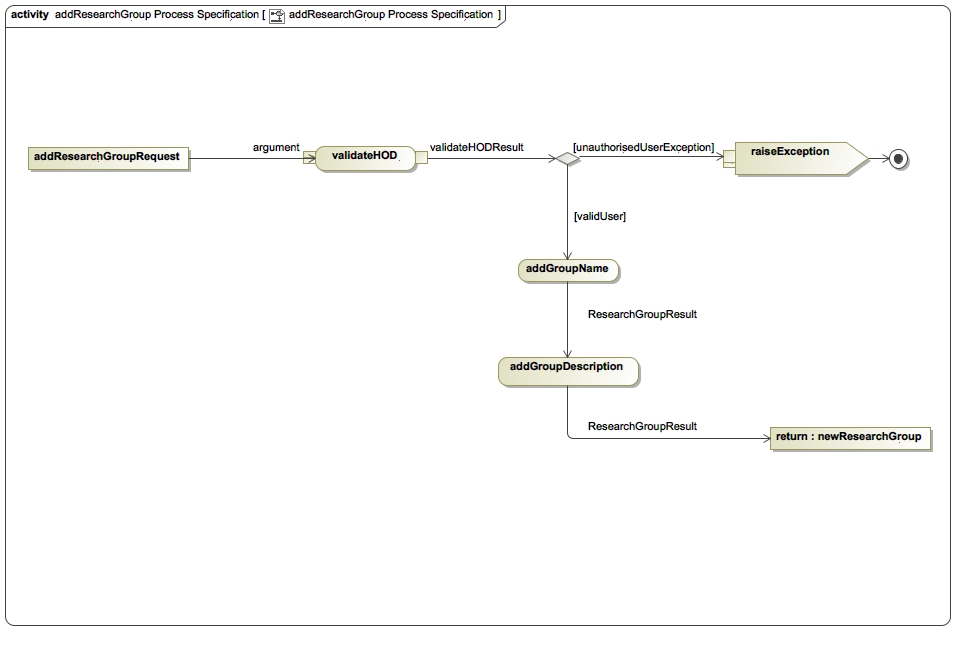 activity addResearchGroup Process Specification [ addResearchGroup Process Specification ]
addResearchGroupRequest
argument
validateHOD
validateHODResult
[unauthorisedUserException]
raiseException
[validUser]
addGroupName
ResearchGroupResult
addGroupDescription
ResearchGroupResult
return : newResearchGroup